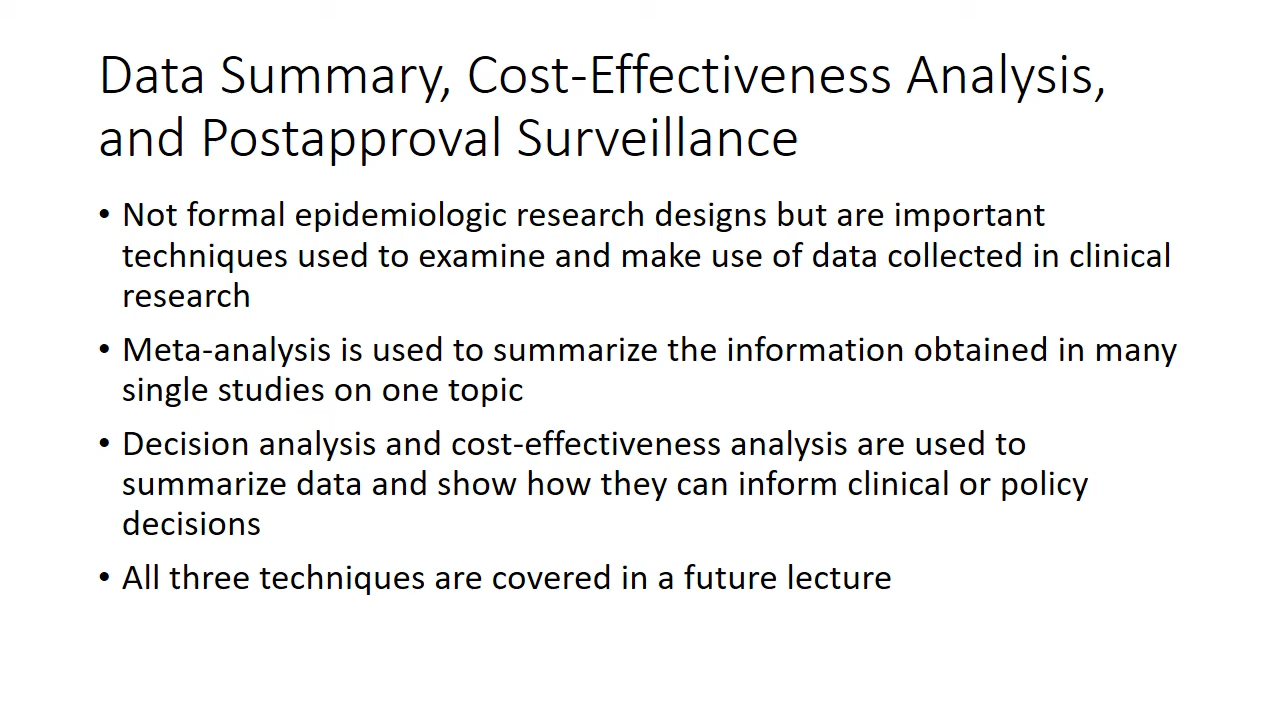 Data Summary, Cost-Effectiveness Analysis,
and Postapproval Surveillance
• Not formal epidemiologic research designs but are important
techniques used to examine and make use of data collected in clinical
research
• Meta-analysis is used to summarize the information obtained in many
single studies on one topic
• Decision analysis and cost-effectiveness analysis are used to
summarize data and show how they can inform clinical or policy
decisions
• All three techniques are covered in a future lecture